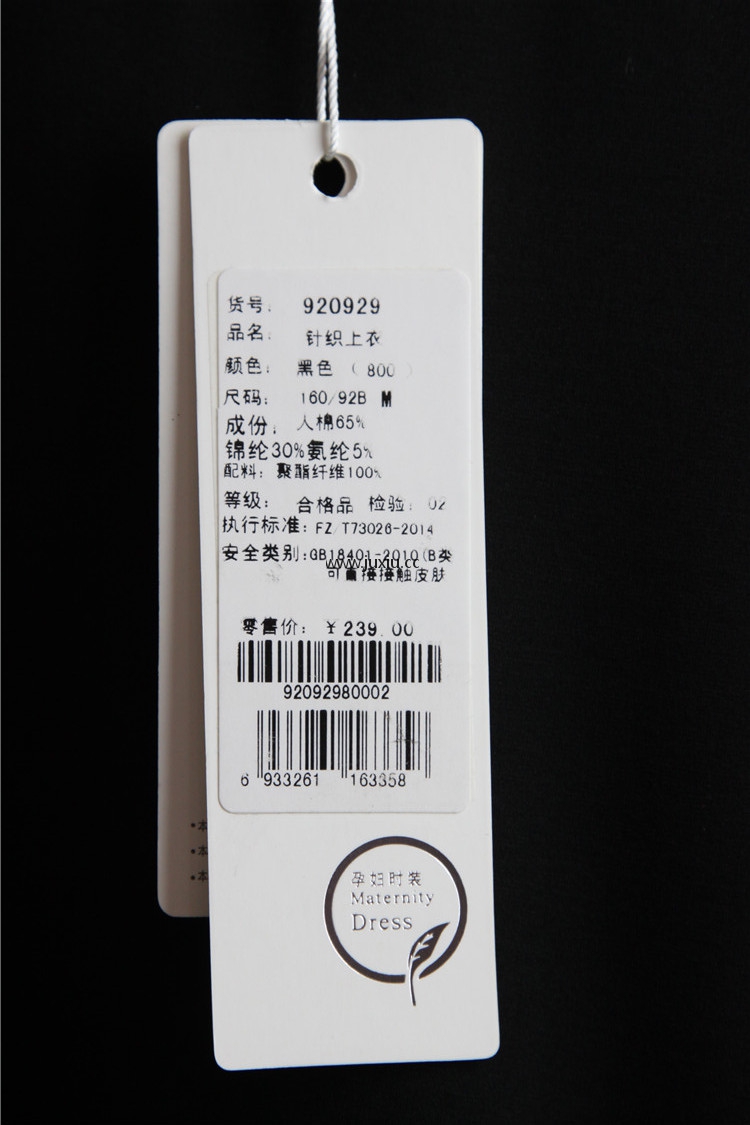 货号: 920929
品名: 针织上衣
颜色: 黑色 (800)
尺码: 160/92B M
成份: 人棉65%
锦纶30%氨纶5%
配料: 聚酯纤维100%
等级: 合格品 检验: 02
执行标准: FZ/T73026-2014
安全类别:GB18401-2010(B类
www.juxiu.cc
可直接接触皮肤
零售价: ¥239.00
92092980002
6 933261 163358
•本
•本
•本
孕妇时装
Maternity
Dress